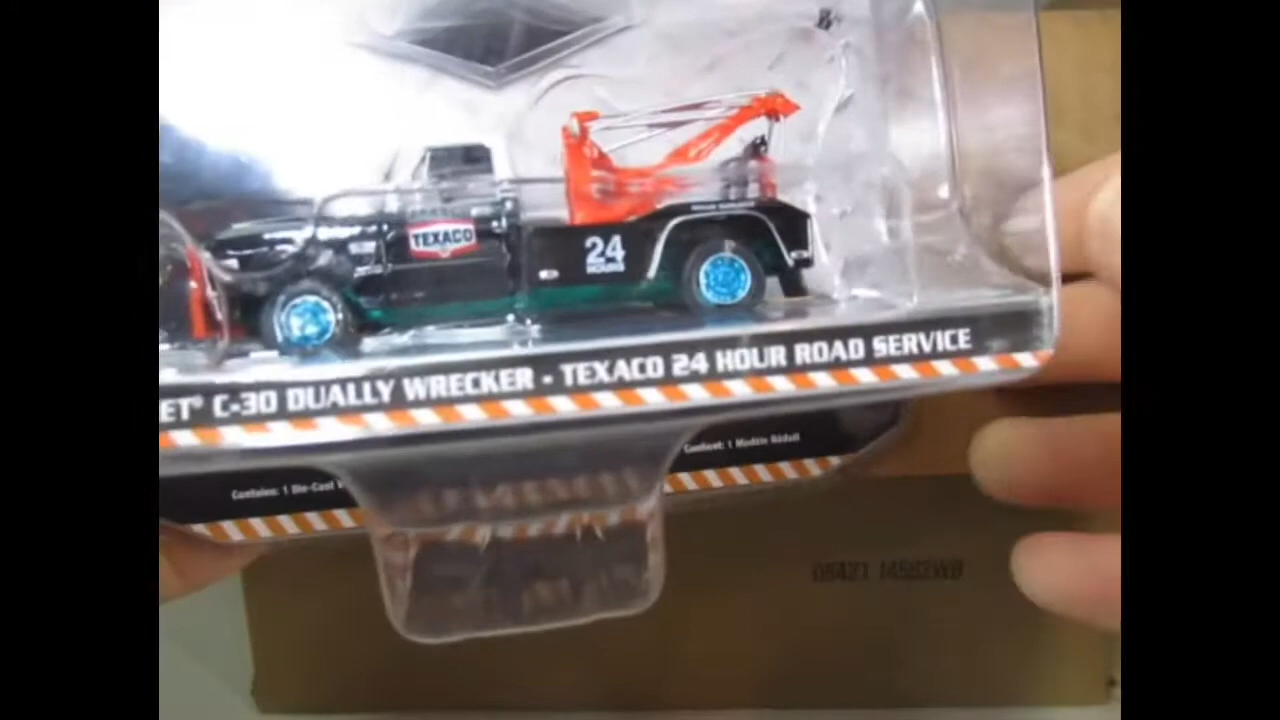 TEXACO
24
HOURS
ET® C-30 DUALLY WRECKER - TEXACO 24 HOUR ROAD SERVICE
Contains: 1 Die-Cast
Content: 1 Modèle Réduit